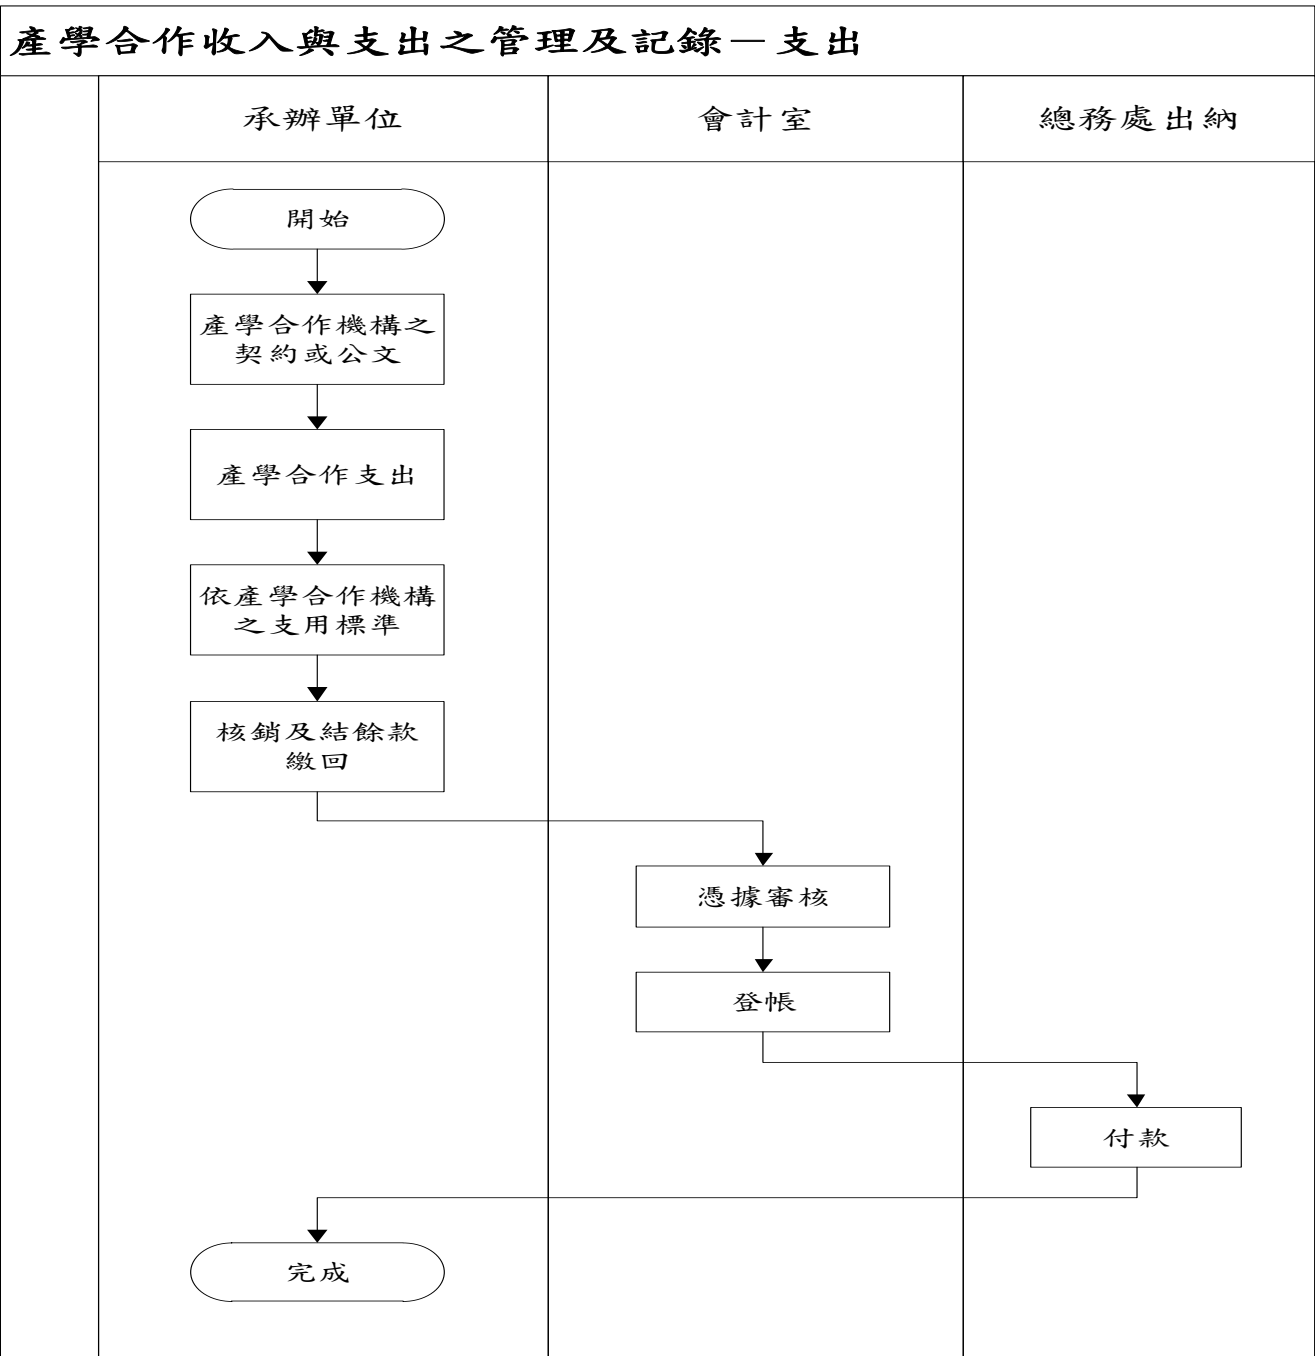 產學合作收入與支出之管理及記錄－支出
承辦單位
會計室
總務處出納
開始
產學合作機構之
契約或公文
產學合作支出
依產學合作機構
之支用標準
核銷及結餘款
繳回
憑據審核
登帳
付款
完成